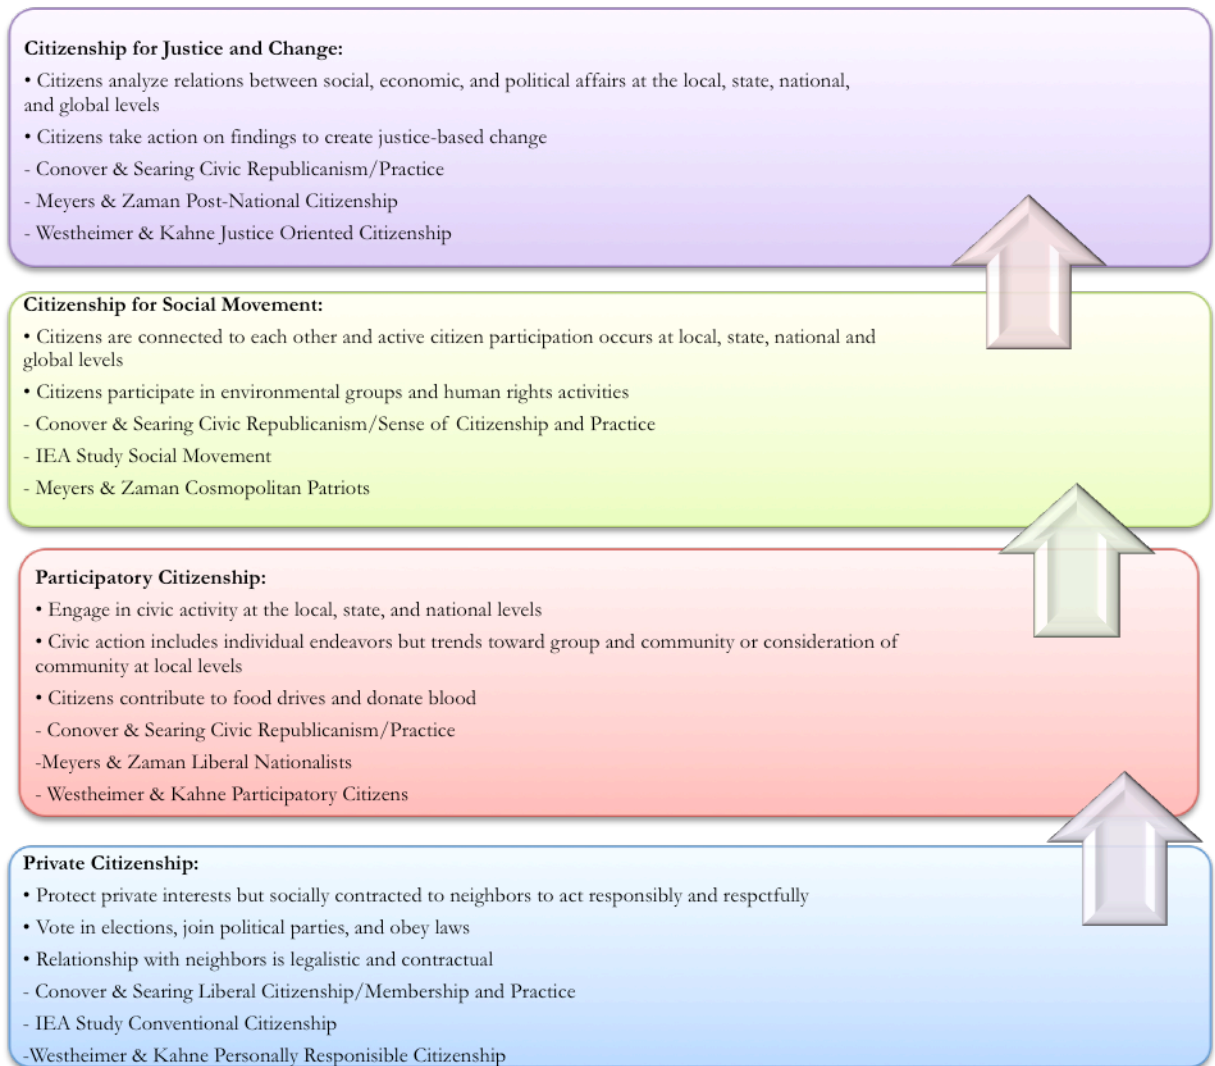 Citizenship for Justice and Change:
• Citizens analyze relations between social, economic, and political affairs at the local, state, national,
and global levels
• Citizens take action on findings to create justice-based change
- Conover & Searing Civic Republicanism/Practice
- Meyers & Zaman Post-National Citizenship
- Westheimer & Kahne Justice Oriented Citizenship
Citizenship for Social Movement:
• Citizens are connected to each other and active citizen participation occurs at local, state, national and
global levels
• Citizens participate in environmental groups and human rights activities
- Conover & Searing Civic Republicanism/Sense of Citizenship and Practice
- IEA Study Social Movement
- Meyers & Zaman Cosmopolitan Patriots
Participatory Citizenship:
• Engage in civic activity at the local, state, and national levels
• Civic action includes individual endeavors but trends toward group and community or consideration of
community at local levels
• Citizens contribute to food drives and donate blood
- Conover & Searing Civic Republicanism/Practice
-Meyers & Zaman Liberal Nationalists
- Westheimer & Kahne Participatory Citizens
Private Citizenship:
• Protect private interests but socially contracted to neighbors to act responsibly and respctfully
• Vote in elections, join political parties, and obey laws
• Relationship with neighbors is legalistic and contractual
- Conover & Searing Liberal Citizenship/Membership and Practice
- IEA Study Conventional Citizenship
-Westheimer & Kahne Personally Responisible Citizenship